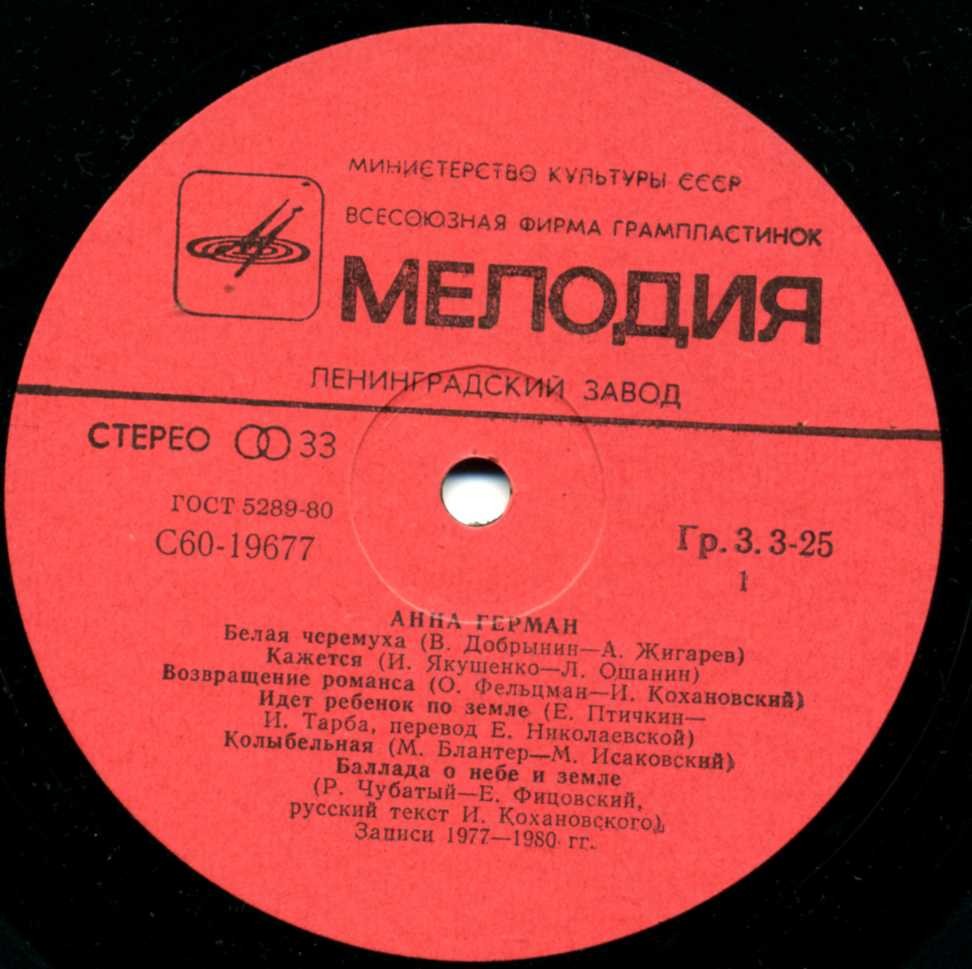 МИНИСТЕРСТВО КУЛЬТУРЫ СССР
ВСЕСОЮЗНАЯ ФИРМА ГРАМПЛАСТИНОК
МЕЛОДИЯ
ЛЕНИНГРАДСКИЙ ЗАВОД
СТЕРЕО 33
ГОСТ 5289-80
С60-19677
Гр. 3. 3-25
1
АННА ГЕРМАН
Белая черемуха (В. Добрынин—А. Жигарев)
Кажется (И. Якушенко—Л. Ошанин)
Возвращение романса (О. Фельцман—И. Кохановский)
Идет ребенок по земле (Е. Птичкин—
И. Тарба, перевод Е. Николаевской)
Колыбельная (М. Блантер—М. Исаковский)
Баллада о небе и земле
(Р. Чубатый—Е. Фицовский,
русский текст И. Кохановского)
Записи 1977—1980 гг.